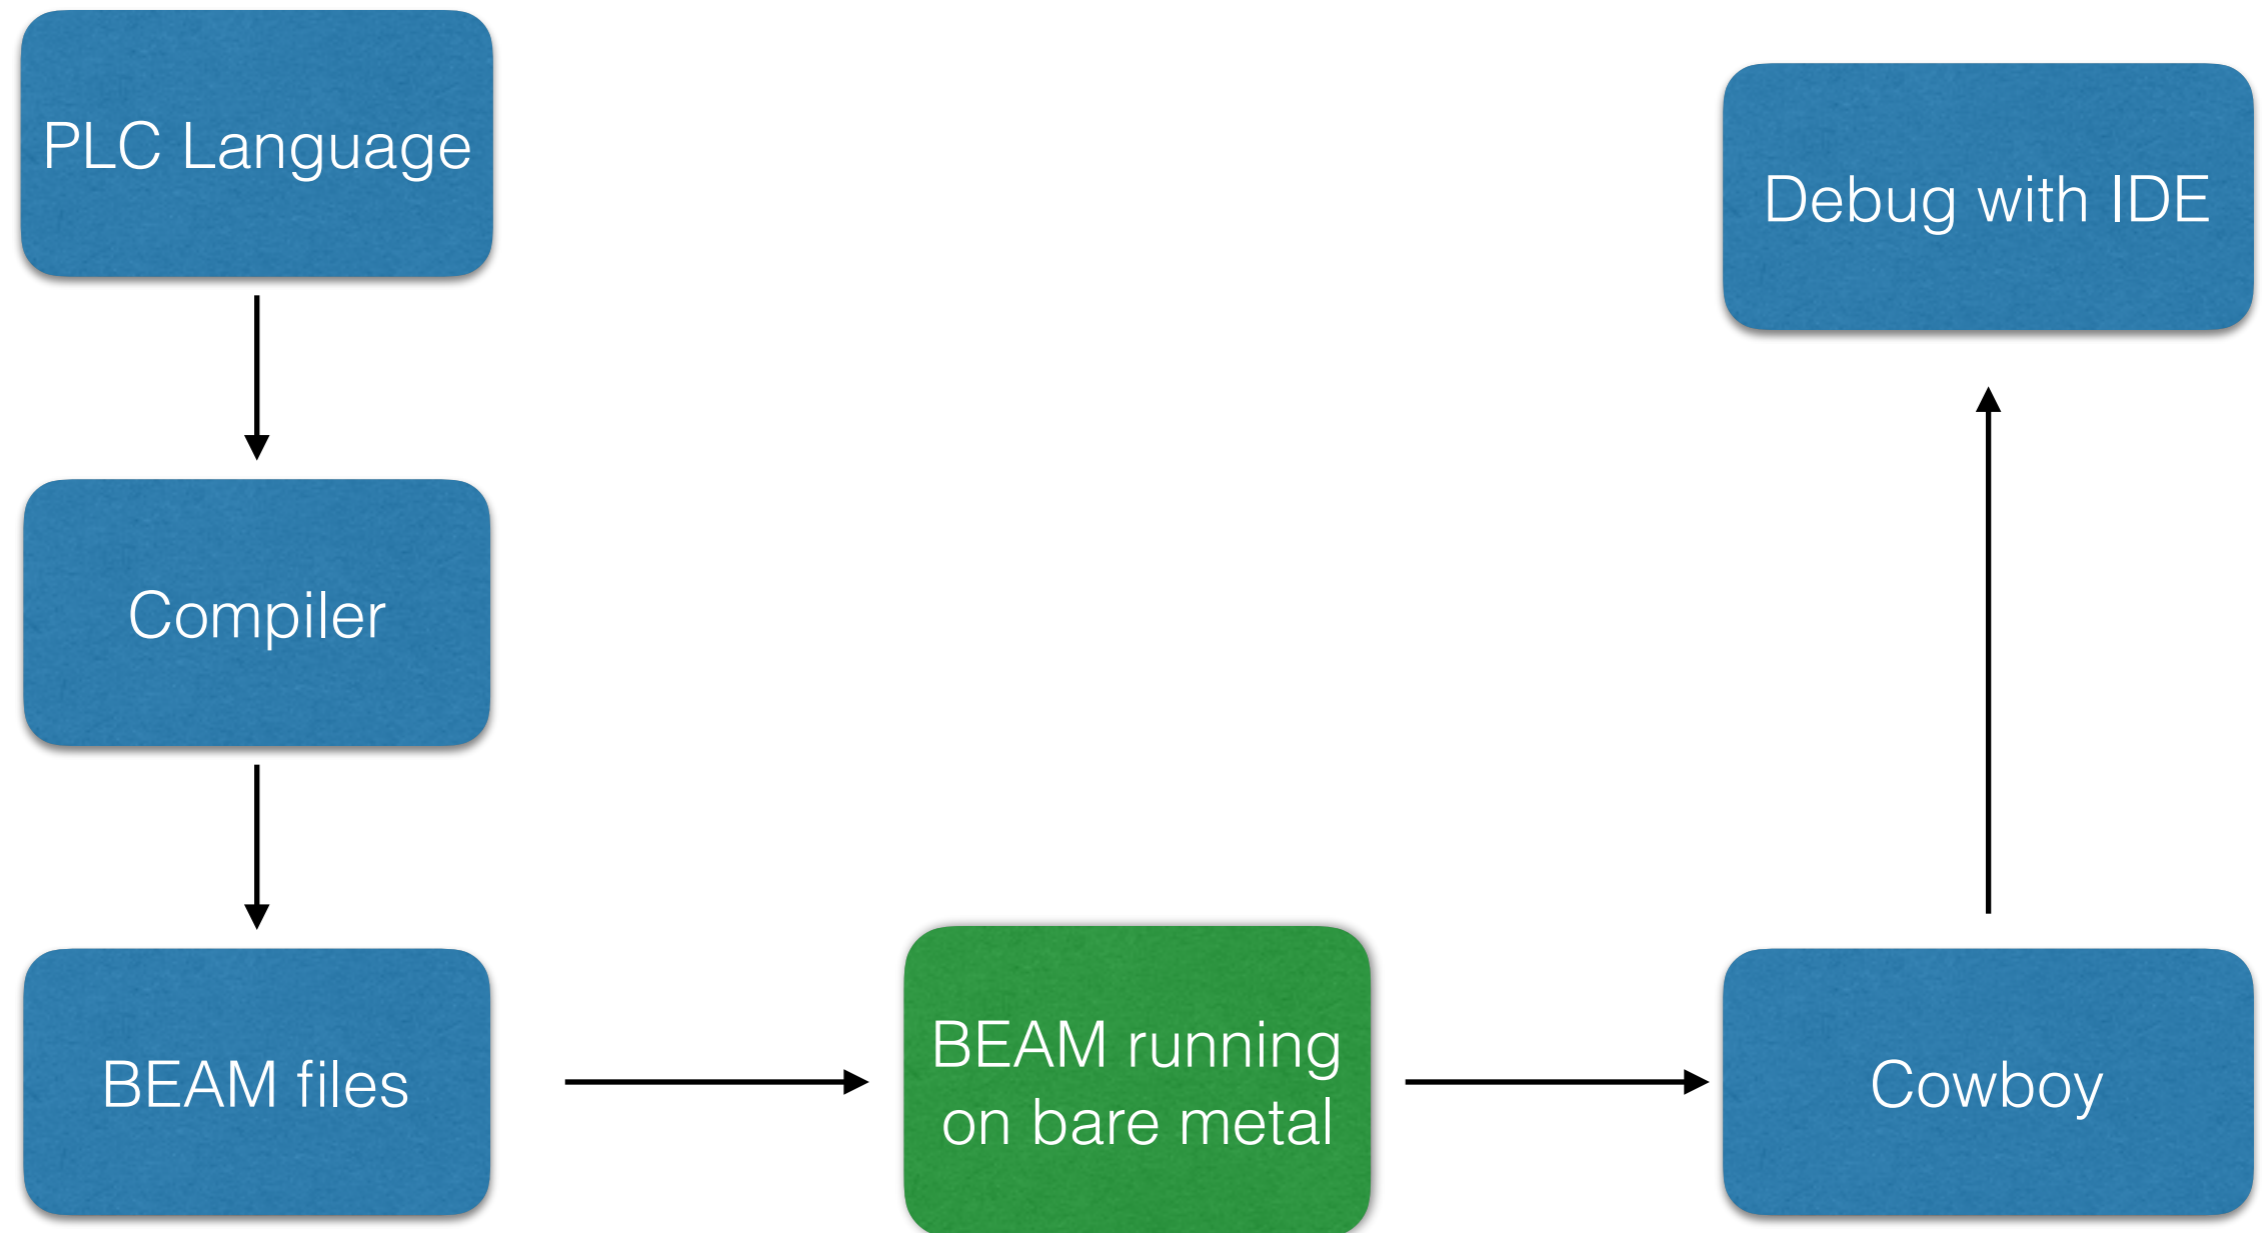 PLC Language
Debug with IDE
Compiler
BEAM files
BEAM running
on bare metal
Cowboy